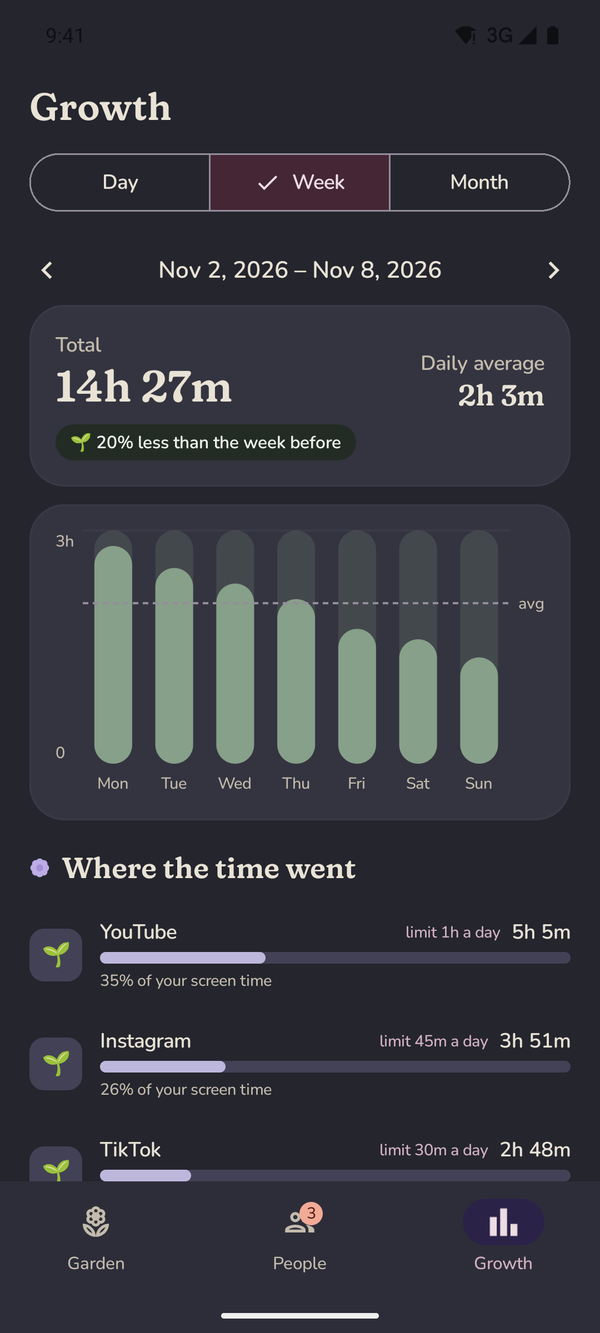 9:41
3G
Growth
Day
Week
Month
Nov 2, 2026 – Nov 8, 2026
Total
14h 27m
Daily average
2h 3m
20% less than the week before
3h
avg
0
Mon Tue Wed Thu Fri Sat Sun
Where the time went
YouTube limit 1h a day 5h 5m
35% of your screen time
Instagram limit 45m a day 3h 51m
26% of your screen time
TikTok limit 30m a day 2h 48m
3
Garden People Growth